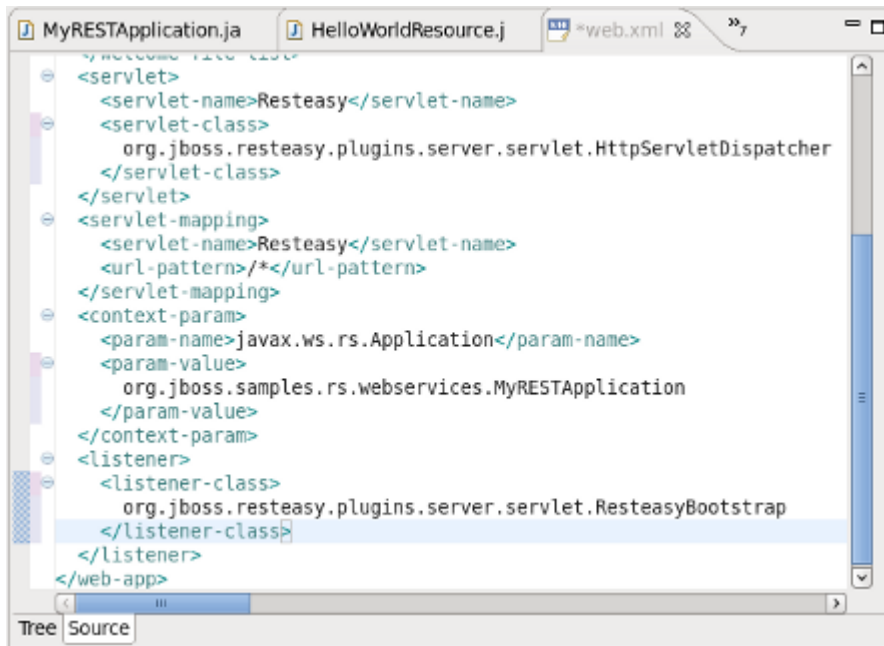 MyRESTApplication.ja HelloWorldResource.j *web.xml »7
</welcome-file-list>
<servlet>
<servlet-name>Resteasy</servlet-name>
<servlet-class>
org.jboss.resteasy.plugins.server.servlet.HttpServletDispatcher
</servlet-class>
</servlet>
<servlet-mapping>
<servlet-name>Resteasy</servlet-name>
<url-pattern>/*</url-pattern>
</servlet-mapping>
<context-param>
<param-name>javax.ws.rs.Application</param-name>
<param-value>
org.jboss.samples.rs.webservices.MyRESTApplication
</param-value>
</context-param>
<listener>
<listener-class>
org.jboss.resteasy.plugins.server.servlet.ResteasyBootstrap
</listener-class>
</listener>
</web-app>
Tree Source